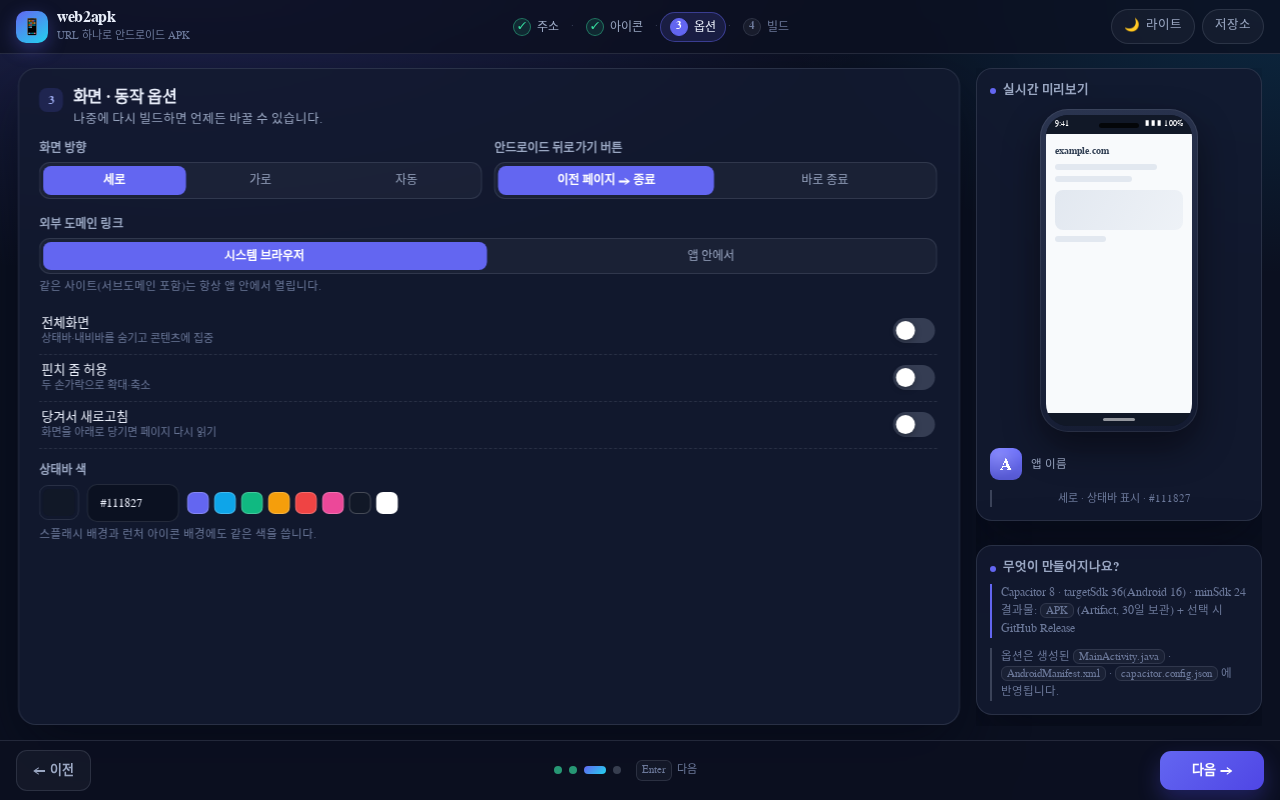 web2apk
URL 하나로 안드로이드 APK
✓ 주소
✓ 아이콘
3 옵션
4 빌드
🌙 라이트
저장소
3 화면 · 동작 옵션
나중에 다시 빌드하면 언제든 바꿀 수 있습니다.
화면 방향
세로 가로 자동
안드로이드 뒤로가기 버튼
이전 페이지 → 종료 바로 종료
외부 도메인 링크
시스템 브라우저 앱 안에서
같은 사이트(서브도메인 포함)는 항상 앱 안에서 열립니다.
전체화면
상태바·내비바를 숨기고 콘텐츠에 집중
핀치 줌 허용
두 손가락으로 확대·축소
당겨서 새로고침
화면을 아래로 당기면 페이지 다시 읽기
상태바 색
#111827
스플래시 배경과 런처 아이콘 배경에도 같은 색을 씁니다.
실시간 미리보기
9:41 100%
example.com
A 앱 이름
세로 · 상태바 표시 · #111827
무엇이 만들어지나요?
Capacitor 8 · targetSdk 36(Android 16) · minSdk 24
결과물: APK (Artifact, 30일 보관) + 선택 시
GitHub Release
옵션은 생성된 MainActivity.java ·
AndroidManifest.xml · capacitor.config.json 에
반영됩니다.
← 이전
Enter 다음
다음 →